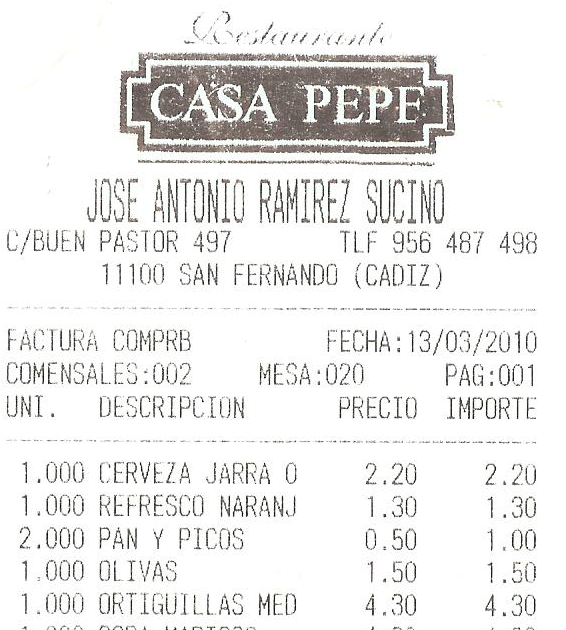 Restaurante
CASA PEPE
JOSE ANTONIO RAMIREZ SUCINO
C/BUEN PASTOR 497 TLF 956 487 498
11100 SAN FERNANDO (CADIZ)
FACTURA COMPRB FECHA:13/03/2010
COMENSALES:002 MESA:020 PAG:001
UNI. DESCRIPCION PRECIO IMPORTE
1.000 CERVEZA JARRA O 2.20 2.20
1.000 REFRESCO NARANJ 1.30 1.30
2.000 PAN Y PICOS 0.50 1.00
1.000 OLIVAS 1.50 1.50
1.000 ORTIGUILLAS MED 4.30 4.30